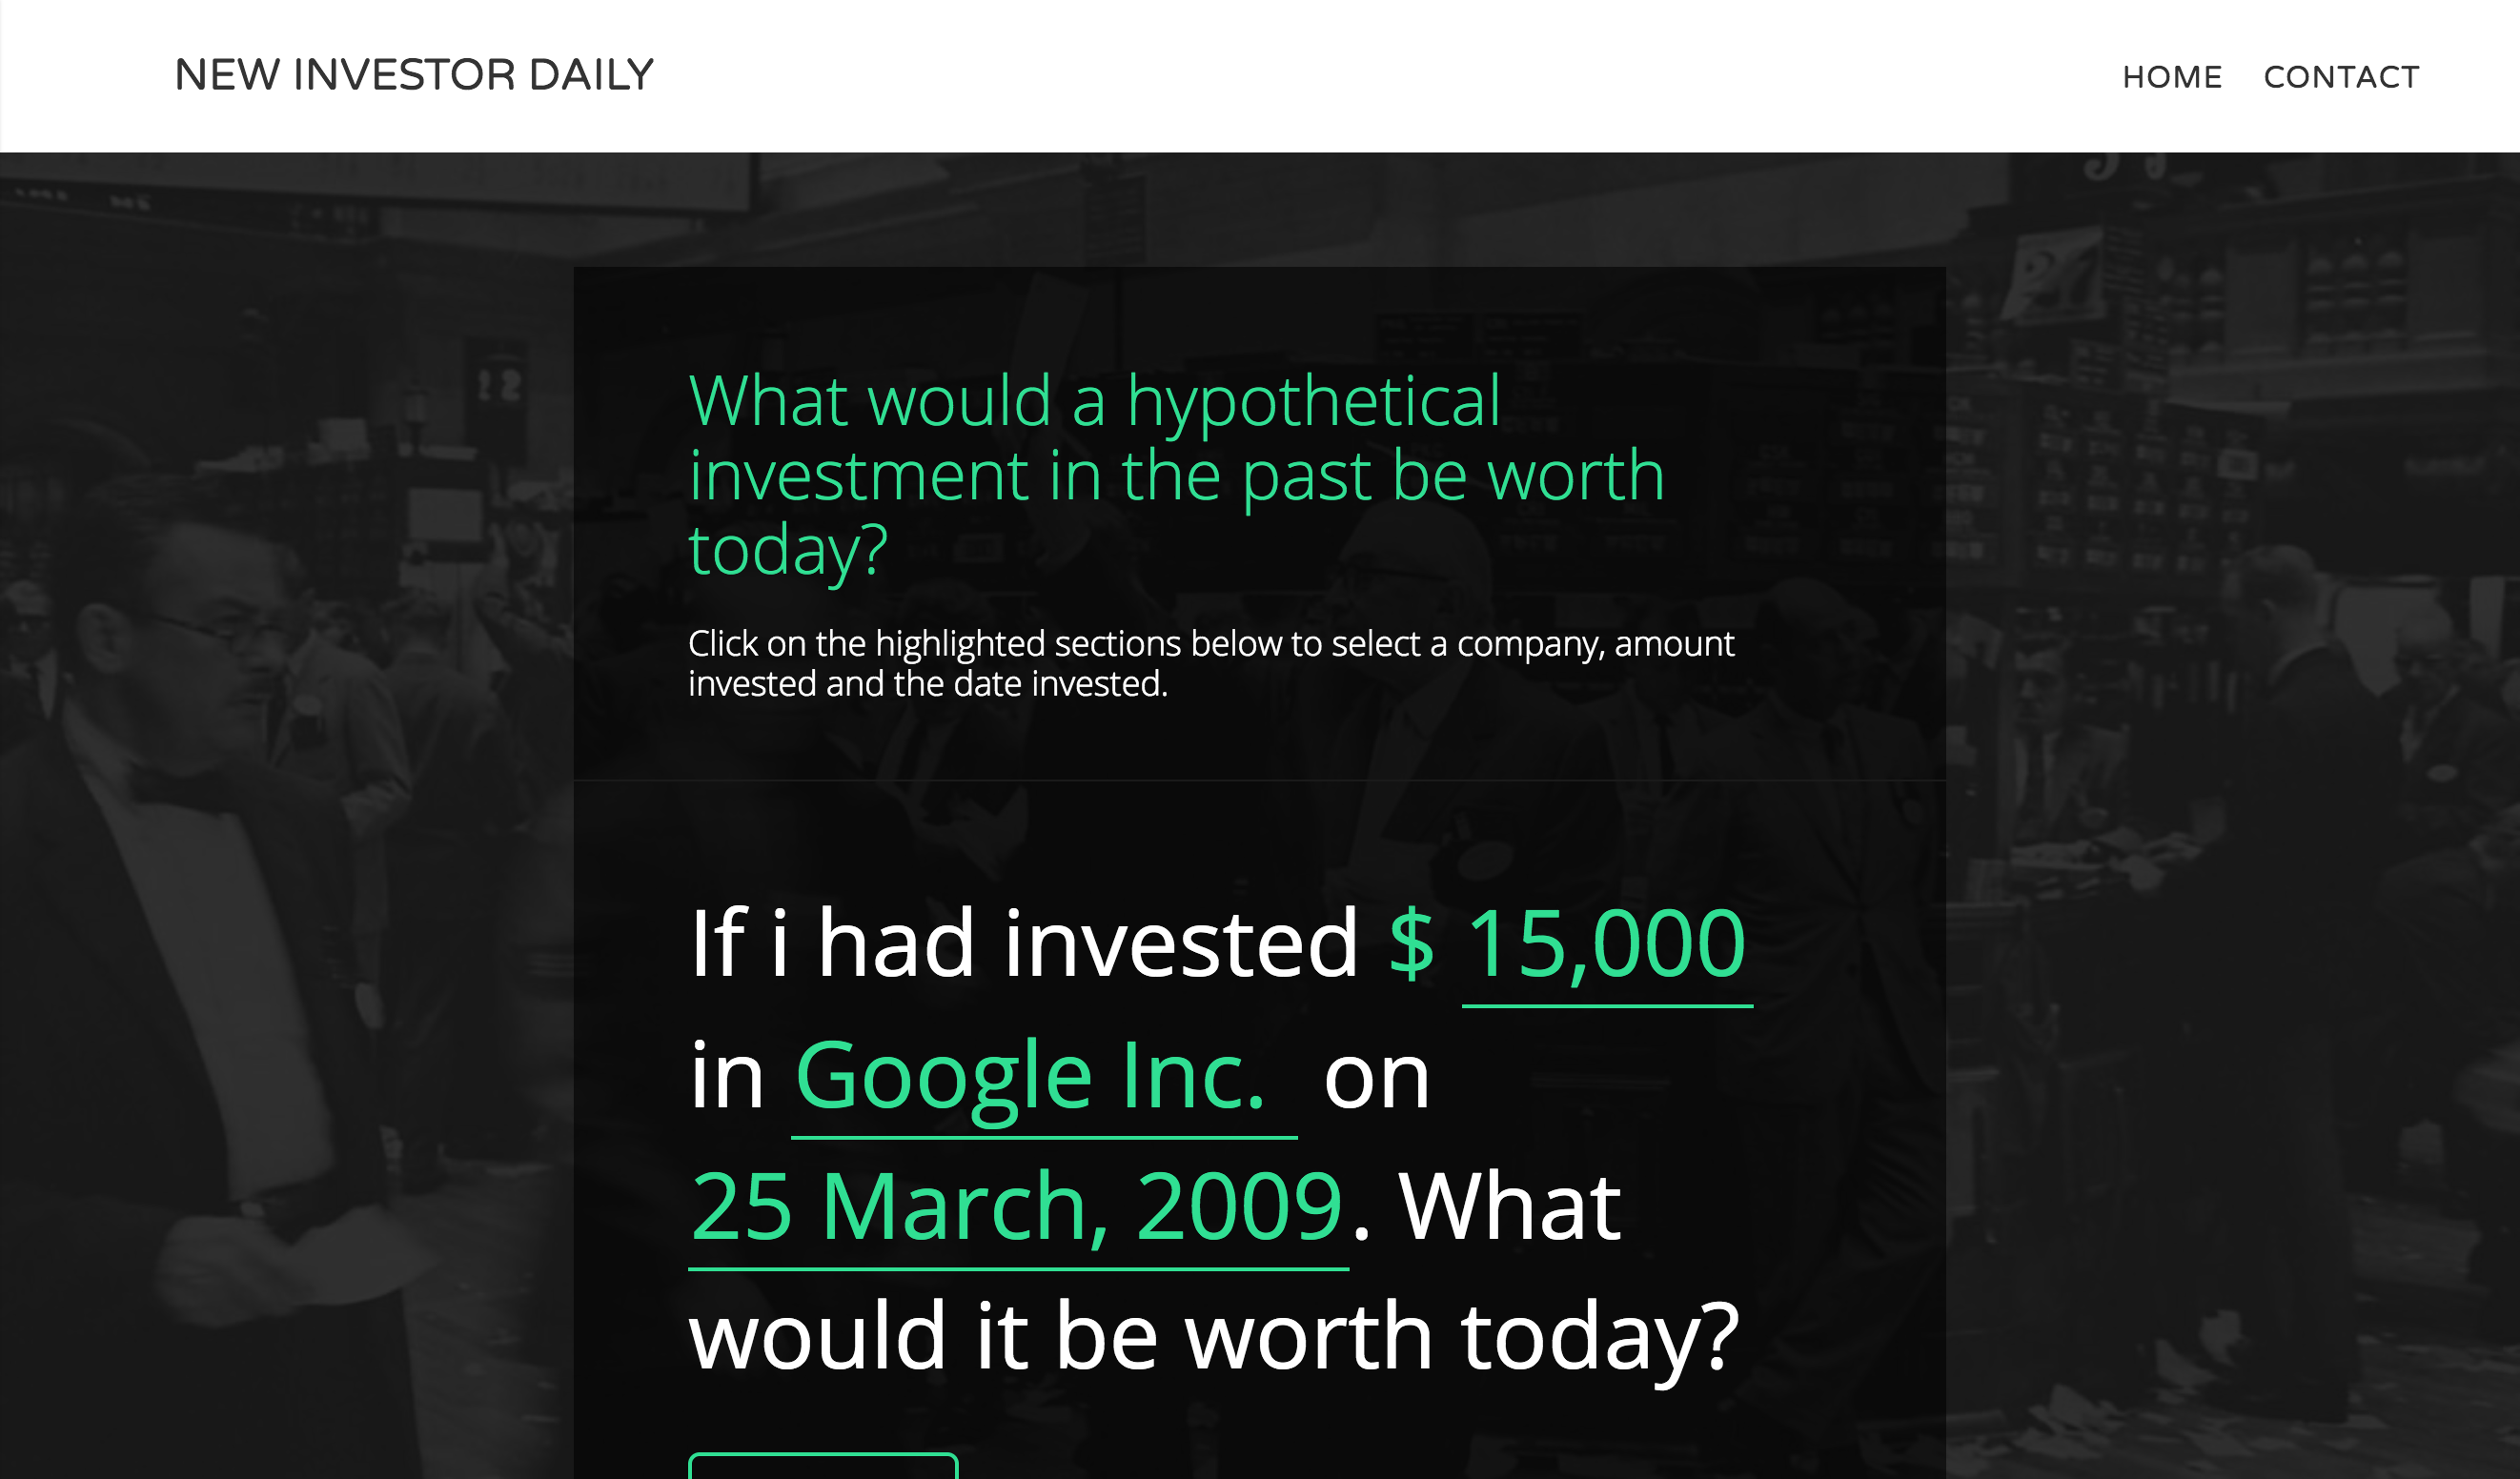 NEW INVESTOR DAILY
HOME CONTACT
What would a hypothetical
investment in the past be worth
today?
Click on the highlighted sections below to select a company, amount
invested and the date invested.
If i had invested $ 15,000
in Google Inc. on
25 March, 2009. What
would it be worth today?